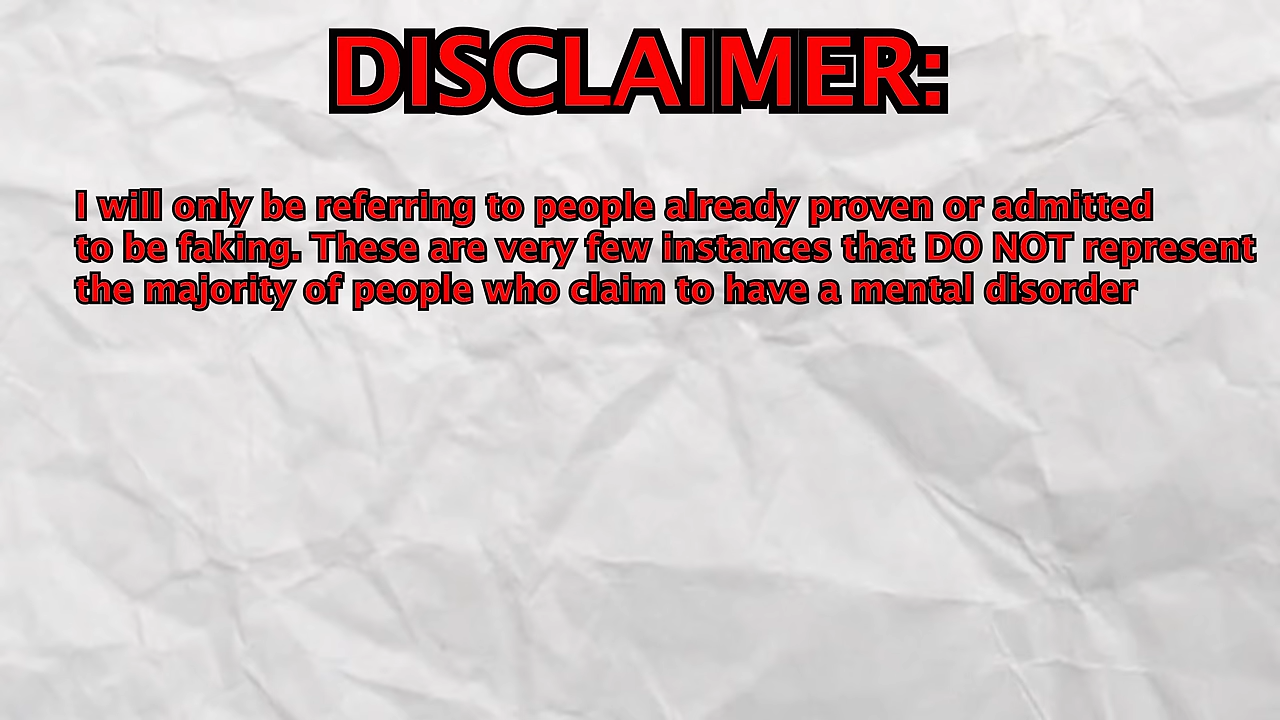 DISCLAIMER:
I will only be referring to people already proven or admitted
to be faking. These are very few instances that DO NOT represent
the majority of people who claim to have a mental disorder